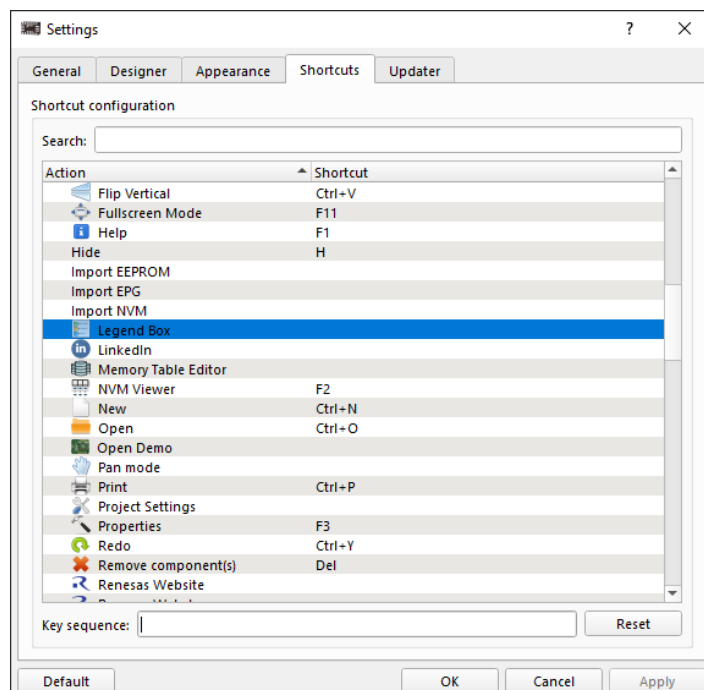 Settings
General Designer Appearance Shortcuts Updater
Shortcut configuration
Search:
Action Shortcut
Flip Vertical Ctrl+V
Fullscreen Mode F11
Help F1
Hide H
Import EEPROM
Import EPG
Import NVM
Legend Box
LinkedIn
Memory Table Editor
NVM Viewer F2
New Ctrl+N
Open Ctrl+O
Open Demo
Pan mode
Print Ctrl+P
Project Settings
Properties F3
Redo Ctrl+Y
Remove component(s) Del
Renesas Website
Key sequence: Reset
Default OK Cancel Apply